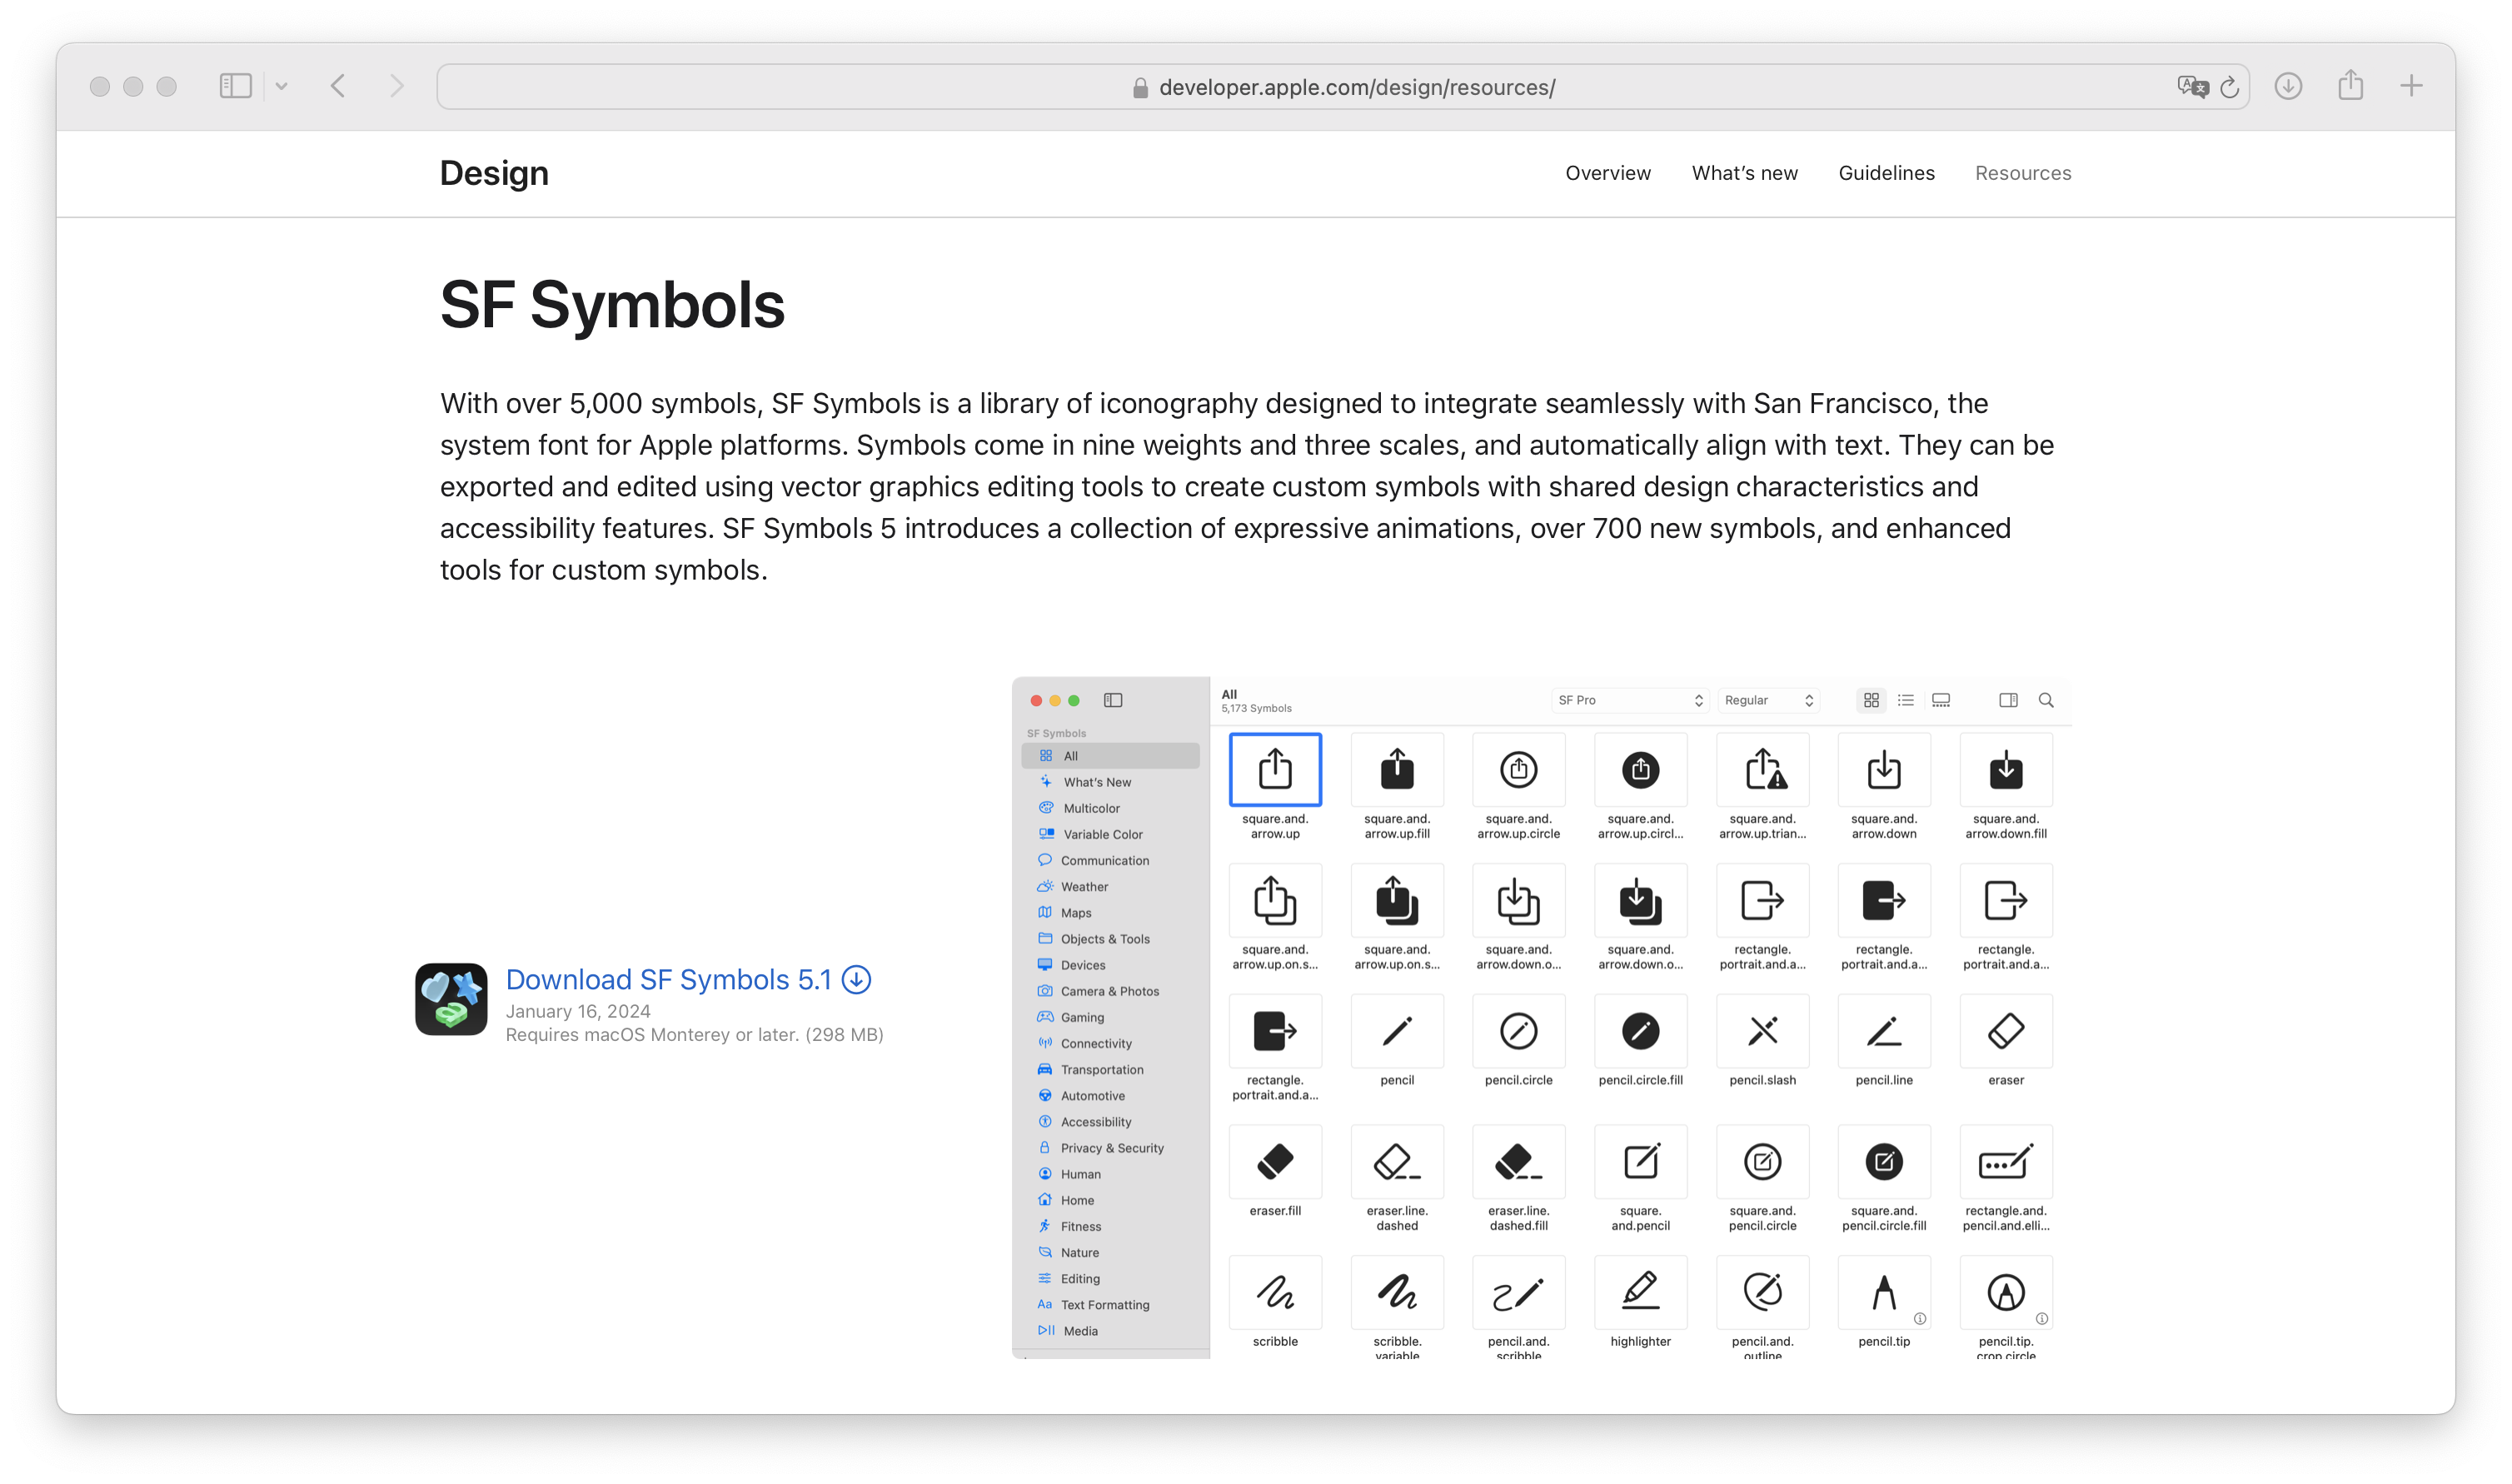 developer.apple.com/design/resources/
Design
Overview
What's new
Guidelines
Resources
SF Symbols
With over 5,000 symbols, SF Symbols is a library of iconography designed to integrate seamlessly with San Francisco, the
system font for Apple platforms. Symbols come in nine weights and three scales, and automatically align with text. They can be
exported and edited using vector graphics editing tools to create custom symbols with shared design characteristics and
accessibility features. SF Symbols 5 introduces a collection of expressive animations, over 700 new symbols, and enhanced
tools for custom symbols.
Download SF Symbols 5.1
January 16, 2024
Requires macOS Monterey or later. (298 MB)
SF Symbols
All
What's New
Multicolor
Variable Color
Communication
Weather
Maps
Objects & Tools
Devices
Camera & Photos
Gaming
Connectivity
Transportation
Automotive
Accessibility
Privacy & Security
Human
Home
Fitness
Nature
Editing
Aa Text Formatting
Media
All
5,173 Symbols
SF Pro
Regular
square.and.
arrow.up
square.and.
arrow.up.fill
square.and.
arrow.up.circle
square.and.
arrow.up.circl...
square.and.
arrow.up.trian...
square.and.
arrow.down
square.and.
arrow.down.fill
square.and.
arrow.up.on.s...
square.and.
arrow.up.on.s...
square.and.
arrow.down.o...
square.and.
arrow.down.o...
rectangle.
portrait.and.a...
rectangle.
portrait.and.a...
rectangle.
portrait.and.a...
rectangle.
portrait.and.a...
pencil
pencil.circle
pencil.circle.fill
pencil.slash
pencil.line
eraser
eraser.fill
eraser.line.
dashed
eraser.line.
dashed.fill
square.
and.pencil
square.and.
pencil.circle
square.and.
pencil.circle.fill
rectangle.and.
pencil.and.elli...
scribble
scribble.
variable
pencil.and.
scribble
highlighter
pencil.and.
outline
pencil.tip
pencil.tip.
crop.circle